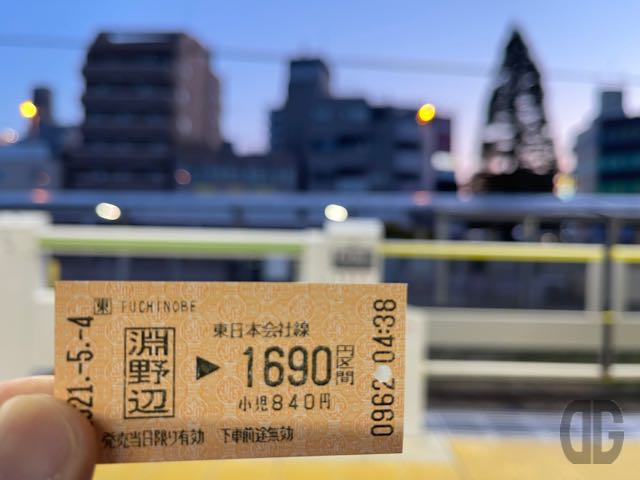 東 FUCHINOBE
021.-5.-4
淵野辺
東日本会社線
▶ 1690円区間
小児840円
発売当日限り有効 下車前途無効
0962 04:38
DG